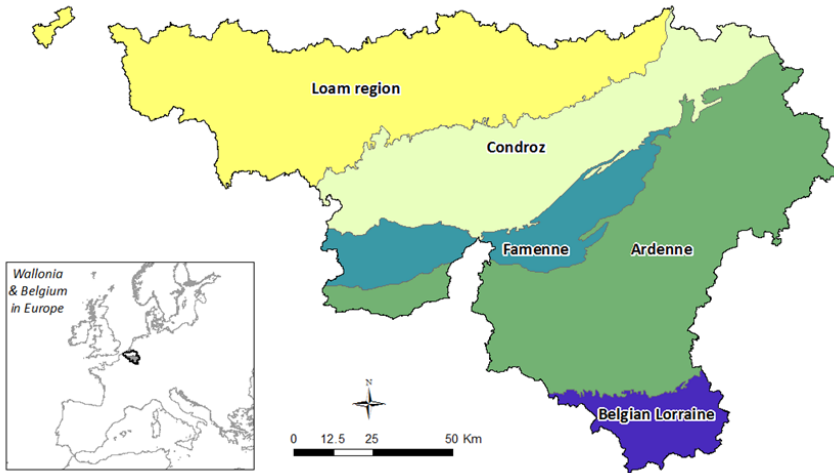 Loam region
Condroz
Famenne
Ardenne
Wallonia
& Belgium
in Europe
N
Belgian Lorraine
0 12.5 25 50 Km